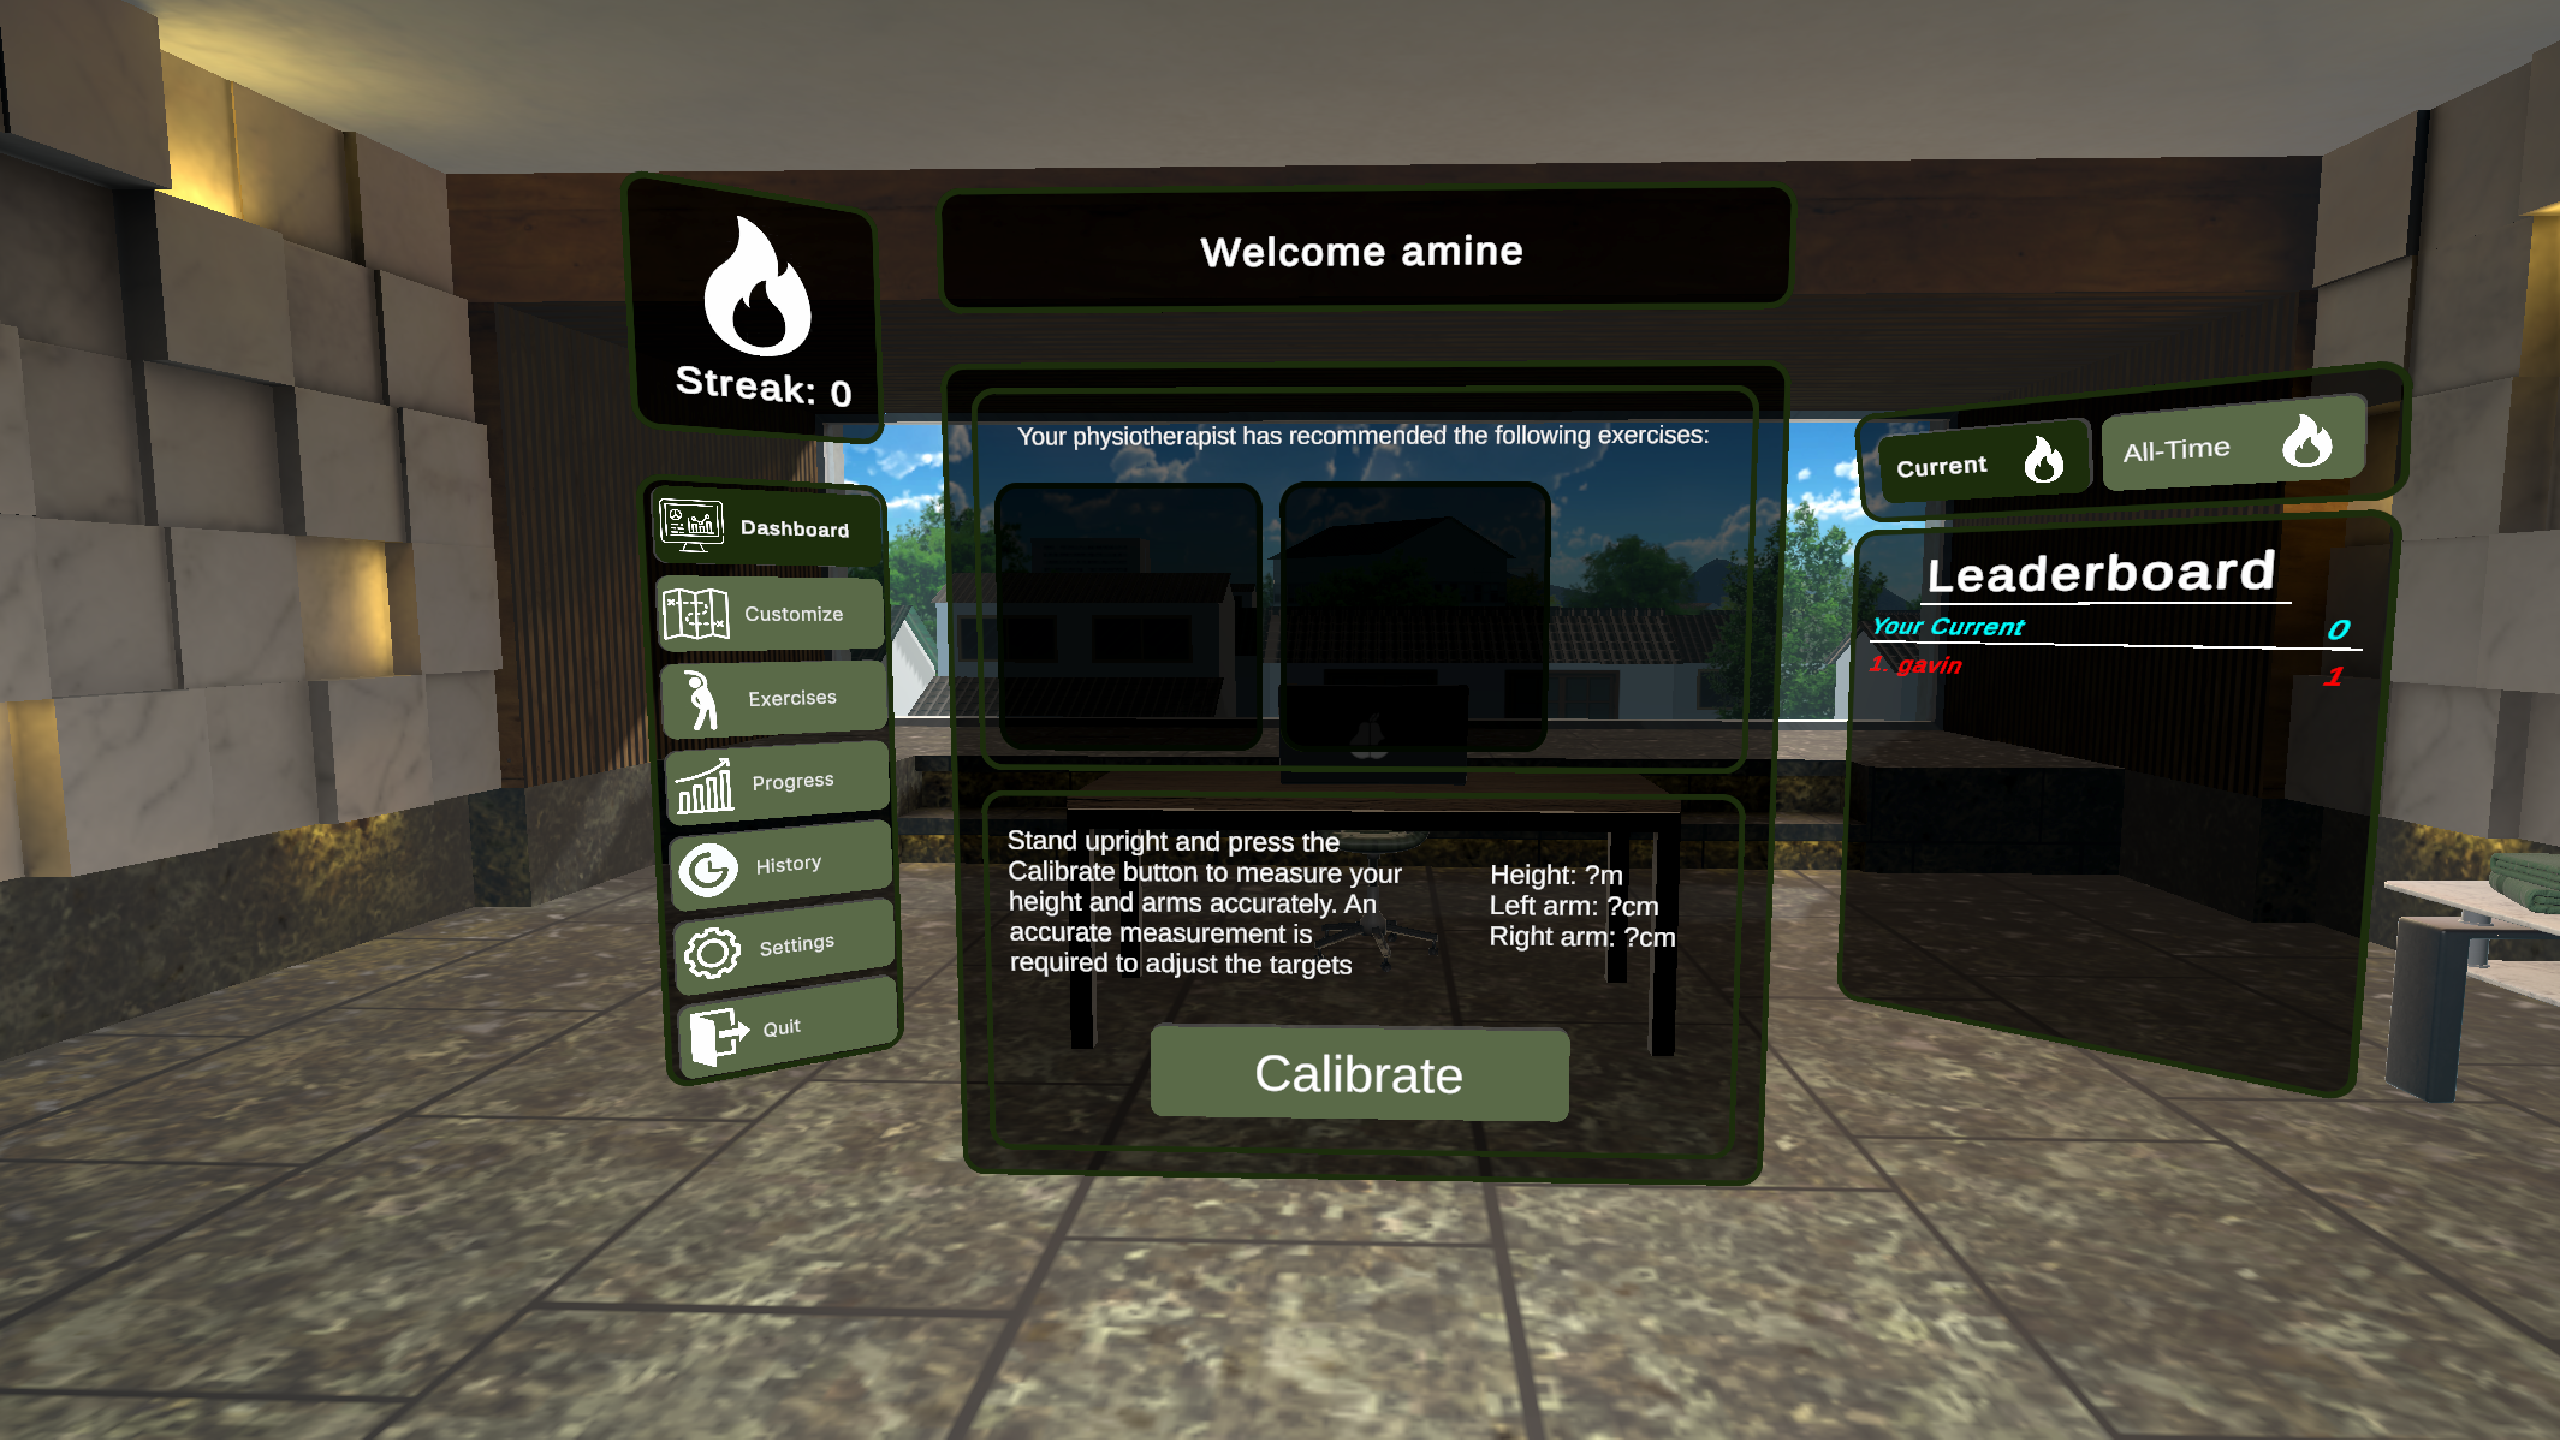 Streak: 0
Welcome amine
Dashboard
Customize
Exercises
Progress
History
Settings
Quit
Your physiotherapist has recommended the following exercises:
Stand upright and press the
Calibrate button to measure your
height and arms accurately. An
accurate measurement is
required to adjust the targets
Height: ?m
Left arm: ?cm
Right arm: ?cm
Calibrate
Current
All-Time
Leaderboard
Your Current 0
1. gavin 1